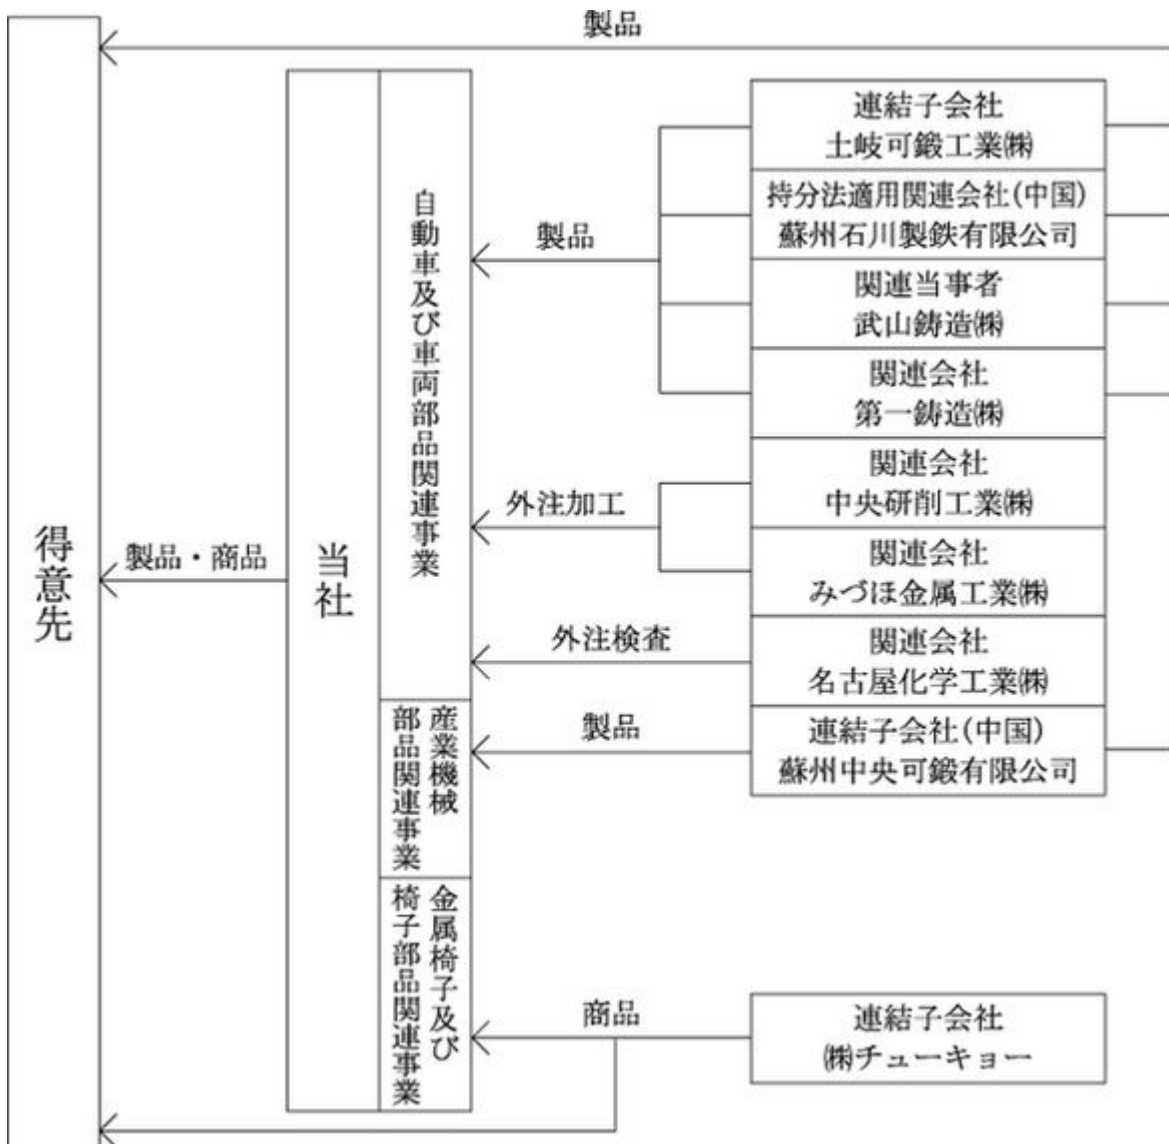 製品
得意先
製品・商品
当社
自動車及び車両部品関連事業
産業機械
部品関連事業
金属椅子及び
椅子部品関連事業
製品
外注加工
外注検査
製品
商品
連結子会社
土岐可鍛工業㈱
持分法適用関連会社(中国)
蘇州石川製鉄有限公司
関連当事者
武山鋳造㈱
関連会社
第一鋳造㈱
関連会社
中央研削工業㈱
関連会社
みづほ金属工業㈱
関連会社
名古屋化学工業㈱
連結子会社(中国)
蘇州中央可鍛有限公司
連結子会社
㈱チューキョー